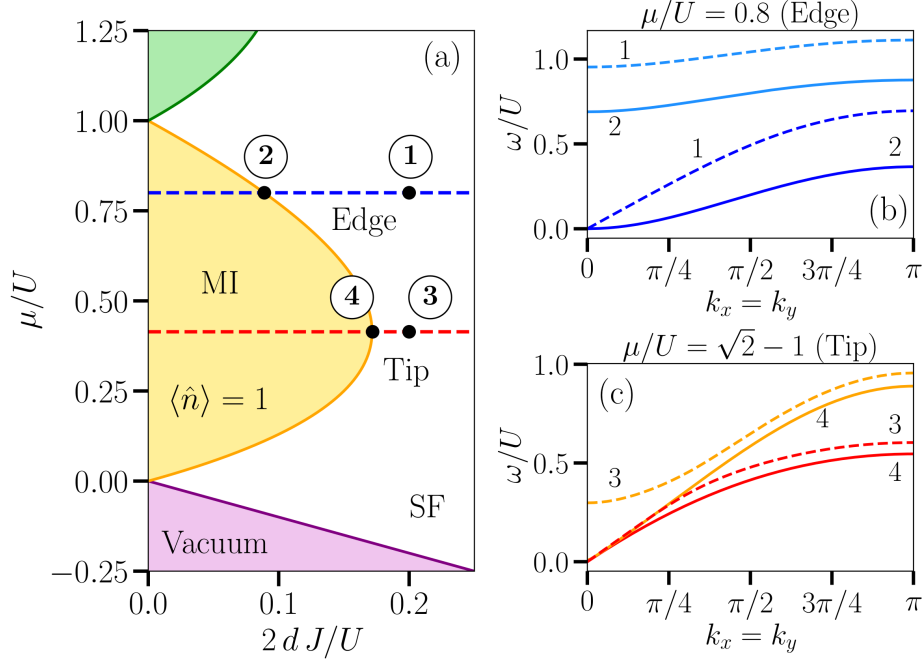 (a)
1.25
1.00
0.75
0.50
0.25
0.00
−0.25
μ/U
0.0
0.1
0.2
2 d J/U
2
1
Edge
MI
4
3
Tip
⟨n̂⟩ = 1
SF
Vacuum
μ/U = 0.8 (Edge)
1.0
0.5
0.0
ω/U
1
2
1
2
(b)
0
π/4
π/2
3π/4
π
k_x = k_y
μ/U = √2 − 1 (Tip)
(c)
1.0
0.5
0.0
ω/U
4
3
3
4
0
π/4
π/2
3π/4
π
k_x = k_y